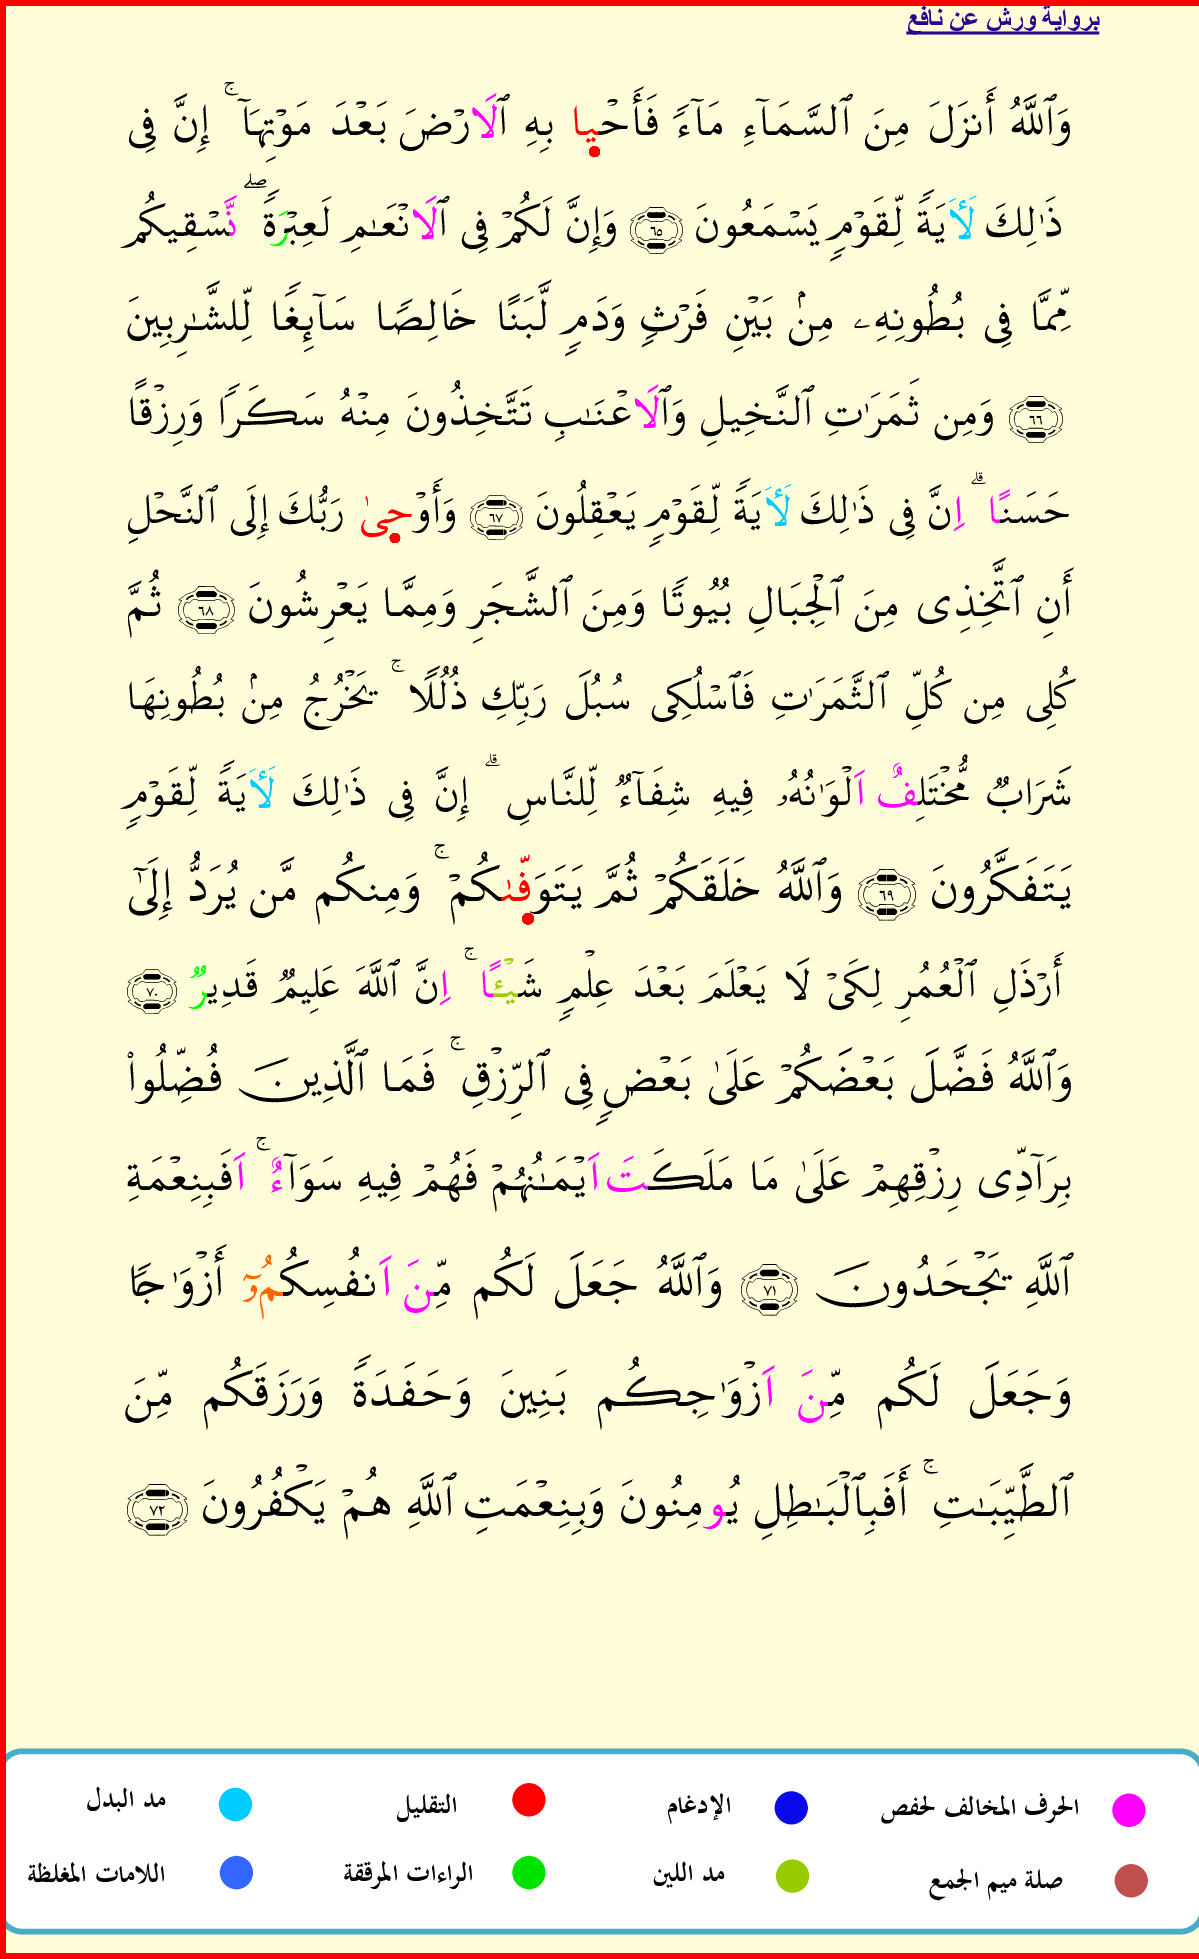 برواية ورش عن نافع
وَٱللَّهُ أَنزَلَ مِنَ ٱلسَّمَآءِ مَآءٗ فَأَحْيا بِهِ ٱلَارْضَ بَعْدَ مَوْتِهَآ ۚ إِنَّ فِى
ذَٰلِكَ لَأٓيَةٗ لِّقَوْمٖ يَسْمَعُونَ ٦٥ وَإِنَّ لَكُمْ فِى ٱلَانْعَٰمِ لَعِبْرَةٗ ۖ نَّسْقِيكُم
مِّمَّا فِى بُطُونِهِۦ مِنۢ بَيْنِ فَرْثٖ وَدَمٖ لَّبَنًا خَالِصٗا سَآئِغٗا لِّلشَّٰرِبِينَ
٦٦ وَمِن ثَمَرَٰتِ ٱلنَّخِيلِ وَٱلَاعْنَٰبِ تَتَّخِذُونَ مِنْهُ سَكَرٗا وَرِزْقًا
حَسَنًا ۗ اِنَّ فِى ذَٰلِكَ لَأٓيَةٗ لِّقَوْمٖ يَعْقِلُونَ ٦٧ وَأَوْحىٰ رَبُّكَ إِلَى ٱلنَّحْلِ
أَنِ ٱتَّخِذِى مِنَ ٱلْجِبَالِ بُيُوتٗا وَمِنَ ٱلشَّجَرِ وَمِمَّا يَعْرِشُونَ ٦٨ ثُمَّ
كُلِى مِن كُلِّ ٱلثَّمَرَٰتِ فَٱسْلُكِى سُبُلَ رَبِّكِ ذُلُلٗا ۚ يَخْرُجُ مِنۢ بُطُونِهَا
شَرَابٞ مُّخْتَلِفٌ اَلْوَٰنُهُۥ فِيهِ شِفَآءٞ لِّلنَّاسِ ۗ إِنَّ فِى ذَٰلِكَ لَأٓيَةٗ لِّقَوْمٖ
يَتَفَكَّرُونَ ٦٩ وَٱللَّهُ خَلَقَكُمْ ثُمَّ يَتَوَفّىٰكُمْ ۚ وَمِنكُم مَّن يُرَدُّ إِلَىٰٓ
أَرْذَلِ ٱلْعُمُرِ لِكَىْ لَا يَعْلَمَ بَعْدَ عِلْمٖ شَيْـًٔا ۚ اِنَّ ٱللَّهَ عَلِيمٞ قَدِيرٞ ٧٠
وَٱللَّهُ فَضَّلَ بَعْضَكُمْ عَلَىٰ بَعْضٖ فِى ٱلرِّزْقِ ۚ فَمَا ٱلَّذِينَ فُضِّلُواْ
بِرَآدِّى رِزْقِهِمْ عَلَىٰ مَا مَلَكَتَ اَيْمَٰنُهُمْ فَهُمْ فِيهِ سَوَآءٌ ۚ اَفَبِنِعْمَةِ
ٱللَّهِ يَجْحَدُونَ ٧١ وَٱللَّهُ جَعَلَ لَكُم مِّنَ اَنفُسِكُمُۥٓ أَزْوَٰجٗا
وَجَعَلَ لَكُم مِّنَ اَزْوَٰجِكُم بَنِينَ وَحَفَدَةٗ وَرَزَقَكُم مِّنَ
ٱلطَّيِّبَٰتِ ۚ أَفَبِٱلْبَٰطِلِ يُومِنُونَ وَبِنِعْمَتِ ٱللَّهِ هُمْ يَكْفُرُونَ ٧٢
الحرف المخالف لحفص الإدغام التقليل مد البدل
صلة ميم الجمع مد اللين الراءات المرققة اللامات المغلظة